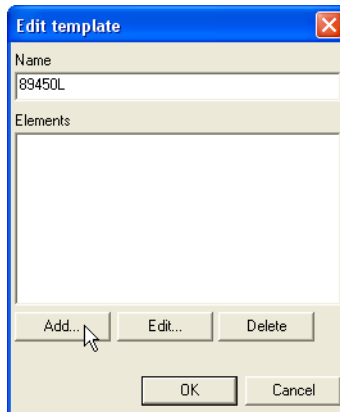 Edit template
Name
89450L
Elements
Add... Edit... Delete
OK Cancel